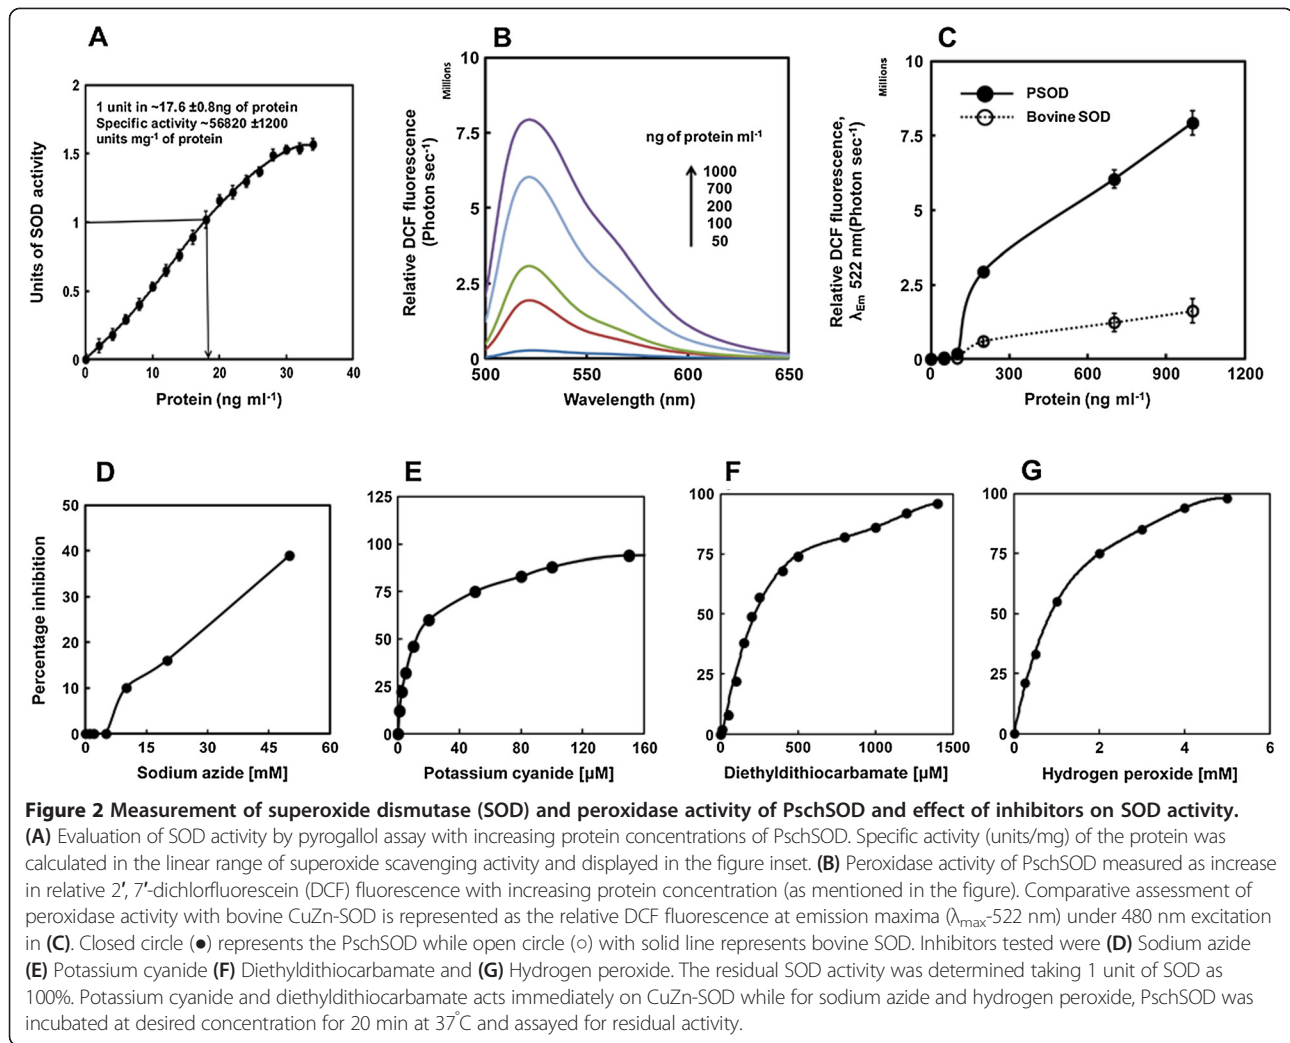 A
2
1.5
1
0.5
0
0
10
20
30
40
1 unit in ~17.6 ±0.8ng of protein
Specific activity ~56820 ±1200
units mg-1 of protein
Units of SOD activity
Protein (ng ml-1)
B
Millions
10
7.5
5
2.5
0
500
550
600
650
ng of protein ml-1
1000
700
200
100
50
Relative DCF fluorescence
(Photon sec-1)
Wavelength (nm)
C
Millions
10
7.5
5
2.5
0
0
300
600
900
1200
PSOD
Bovine SOD
Relative DCF fluorescence,
λEm 522 nm(Photon sec-1)
Protein (ng ml-1)
D
50
40
30
20
10
0
0
15
30
45
60
Percentage inhibition
Sodium azide [mM]
E
125
100
75
50
25
0
0
40
80
120
160
Potassium cyanide [µM]
F
100
75
50
25
0
0
500
1000
1500
Diethyldithiocarbamate [µM]
G
100
75
50
25
0
0
2
4
6
Hydrogen peroxide [mM]
Figure 2 Measurement of superoxide dismutase (SOD) and peroxidase activity of PschSOD and effect of inhibitors on SOD activity.
(A) Evaluation of SOD activity by pyrogallol assay with increasing protein concentrations of PschSOD. Specific activity (units/mg) of the protein was
calculated in the linear range of superoxide scavenging activity and displayed in the figure inset. (B) Peroxidase activity of PschSOD measured as increase
in relative 2′, 7′-dichlorfluorescein (DCF) fluorescence with increasing protein concentration (as mentioned in the figure). Comparative assessment of
peroxidase activity with bovine CuZn-SOD is represented as the relative DCF fluorescence at emission maxima (λmax-522 nm) under 480 nm excitation
in (C). Closed circle (●) represents the PschSOD while open circle (○) with solid line represents bovine SOD. Inhibitors tested were (D) Sodium azide
(E) Potassium cyanide (F) Diethyldithiocarbamate and (G) Hydrogen peroxide. The residual SOD activity was determined taking 1 unit of SOD as
100%. Potassium cyanide and diethyldithiocarbamate acts immediately on CuZn-SOD while for sodium azide and hydrogen peroxide, PschSOD was
incubated at desired concentration for 20 min at 37°C and assayed for residual activity.